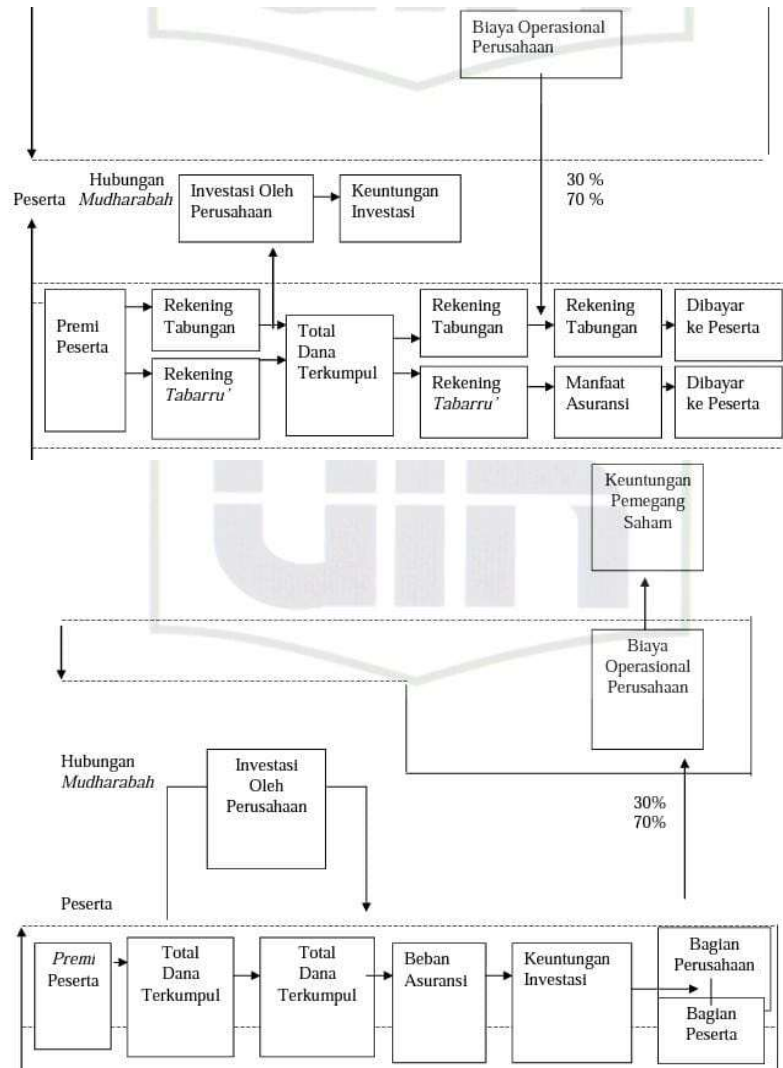 Biaya Operasional
Perusahaan
Hubungan
Mudharabah
Peserta
Investasi Oleh
Perusahaan
Keuntungan
Investasi
30 %
70 %
Premi
Peserta
Rekening
Tabungan
Rekening
Tabarru’
Total
Dana
Terkumpul
Rekening
Tabungan
Rekening
Tabarru’
Rekening
Tabungan
Manfaat
Asuransi
Dibayar
ke Peserta
Dibayar
ke Peserta
Keuntungan
Pemegang
Saham
Biaya
Operasional
Perusahaan
Hubungan
Mudharabah
Investasi
Oleh
Perusahaan
30%
70%
Peserta
Premi
Peserta
Total
Dana
Terkumpul
Total
Dana
Terkumpul
Beban
Asuransi
Keuntungan
Investasi
Bagian
Perusahaan
Bagian
Peserta